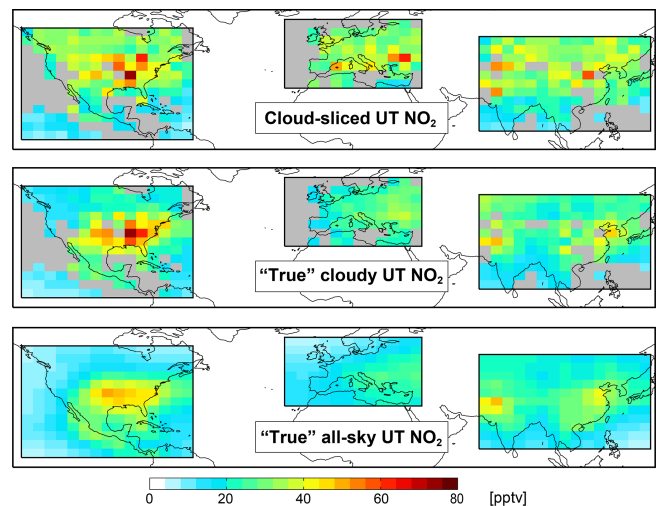 Cloud-sliced UT NO₂
“True” cloudy UT NO₂
“True” all-sky UT NO₂
0 20 40 60 80 [pptv]